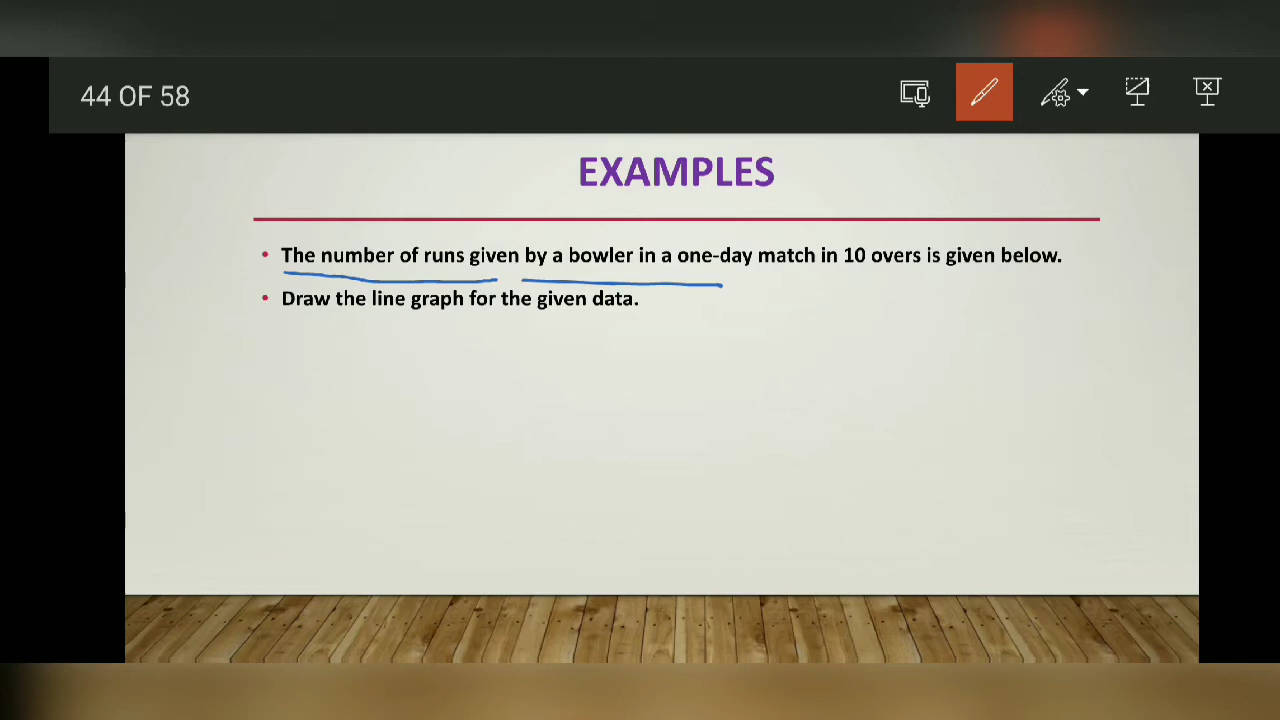 44 OF 58
EXAMPLES
• The number of runs given by a bowler in a one-day match in 10 overs is given below.
• Draw the line graph for the given data.